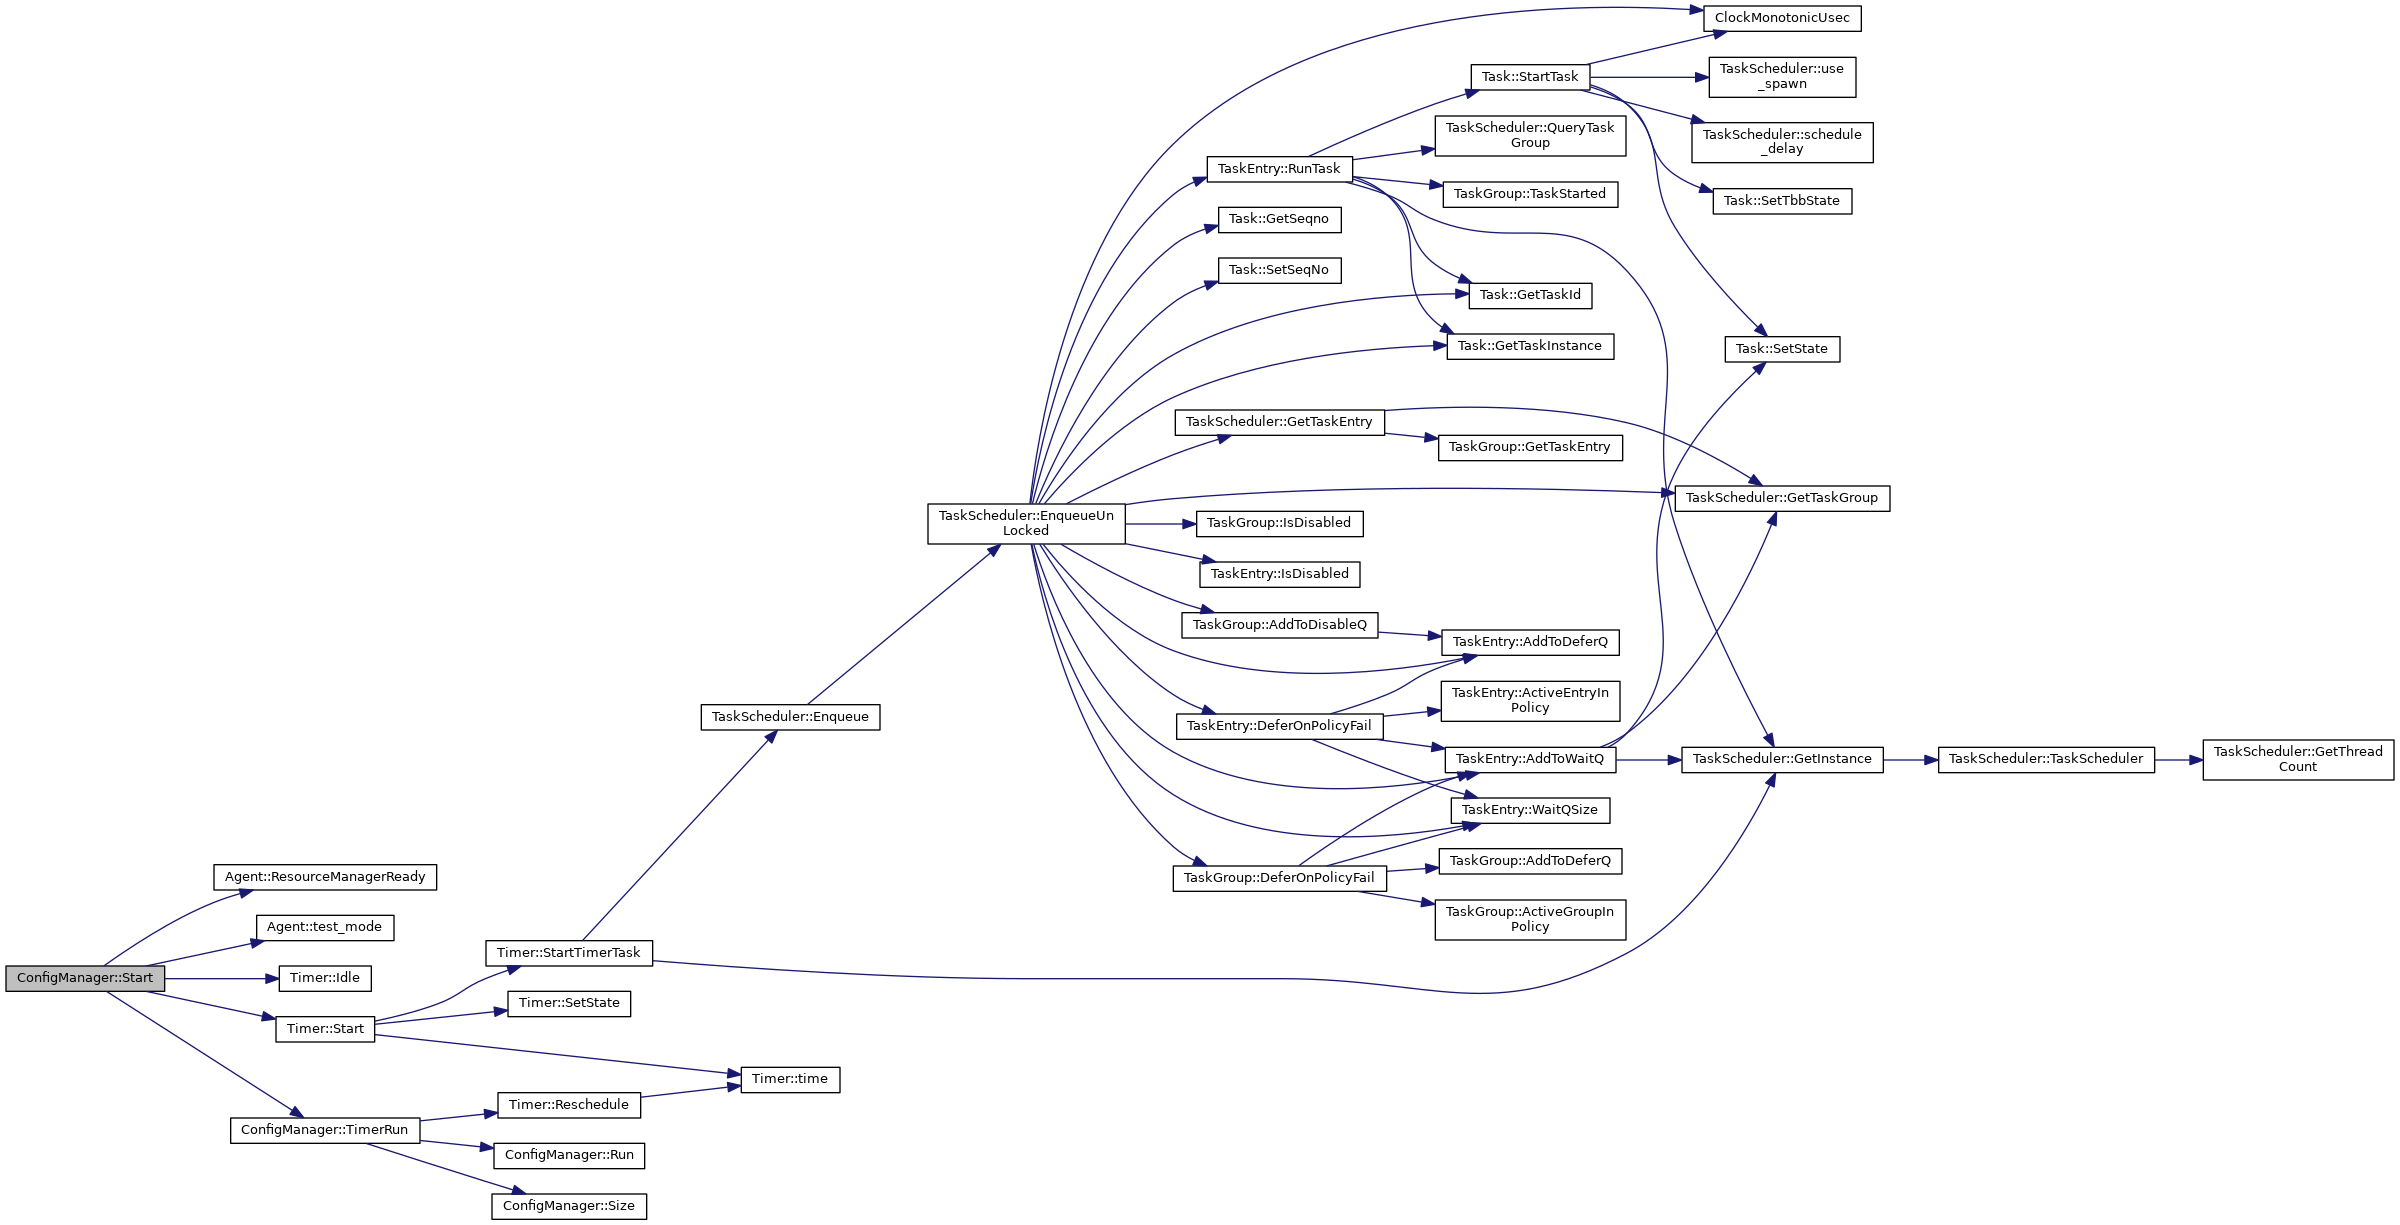 ConfigManager::Start
Agent::ResourceManagerReady
Agent::test_mode
Timer::Idle
Timer::Start
ConfigManager::TimerRun
Timer::StartTimerTask
Timer::SetState
Timer::time
Timer::Reschedule
ConfigManager::Run
ConfigManager::Size
TaskScheduler::Enqueue
TaskScheduler::EnqueueUn
Locked
TaskEntry::RunTask
Task::GetSeqno
Task::SetSeqNo
TaskScheduler::GetTaskEntry
TaskGroup::IsDisabled
TaskEntry::IsDisabled
TaskGroup::AddToDisableQ
TaskEntry::DeferOnPolicyFail
TaskGroup::DeferOnPolicyFail
Task::StartTask
TaskScheduler::QueryTask
Group
TaskGroup::TaskStarted
Task::GetTaskId
Task::GetTaskInstance
TaskGroup::GetTaskEntry
TaskEntry::AddToDeferQ
TaskEntry::ActiveEntryIn
Policy
TaskEntry::AddToWaitQ
TaskEntry::WaitQSize
TaskGroup::AddToDeferQ
TaskGroup::ActiveGroupIn
Policy
ClockMonotonicUsec
TaskScheduler::use
_spawn
TaskScheduler::schedule
_delay
Task::SetTbbState
Task::SetState
TaskScheduler::GetTaskGroup
TaskScheduler::GetInstance
TaskScheduler::TaskScheduler
TaskScheduler::GetThread
Count